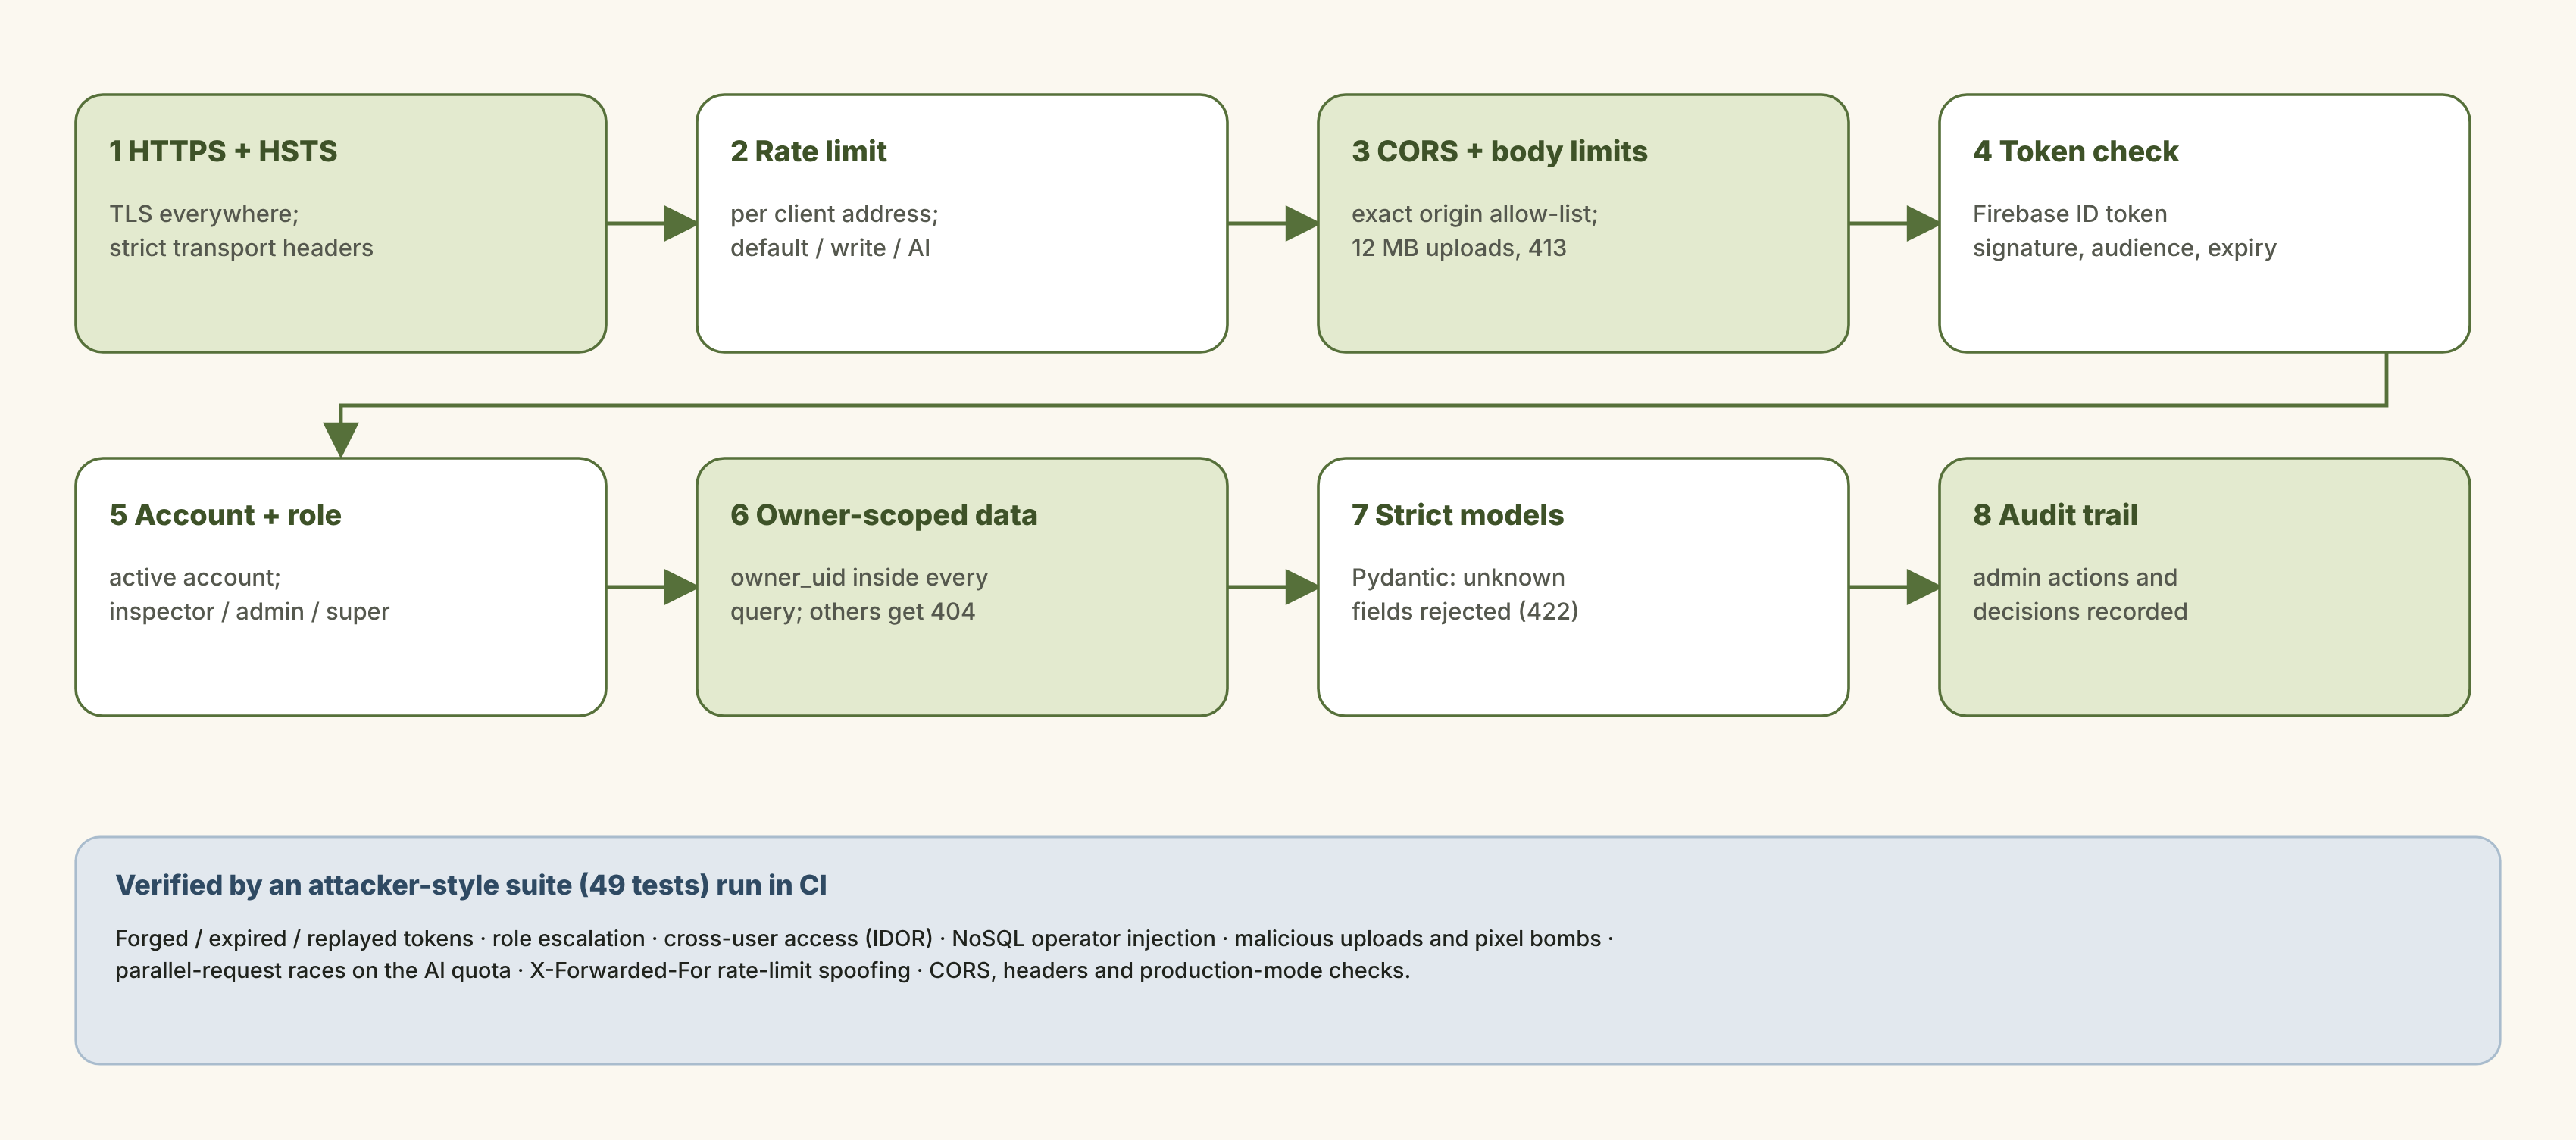 1 HTTPS + HSTS
TLS everywhere;
strict transport headers
2 Rate limit
per client address;
default / write / AI
3 CORS + body limits
exact origin allow-list;
12 MB uploads, 413
4 Token check
Firebase ID token
signature, audience, expiry
5 Account + role
active account;
inspector / admin / super
6 Owner-scoped data
owner_uid inside every
query; others get 404
7 Strict models
Pydantic: unknown
fields rejected (422)
8 Audit trail
admin actions and
decisions recorded
Verified by an attacker-style suite (49 tests) run in CI
Forged / expired / replayed tokens · role escalation · cross-user access (IDOR) · NoSQL operator injection · malicious uploads and pixel bombs ·
parallel-request races on the AI quota · X-Forwarded-For rate-limit spoofing · CORS, headers and production-mode checks.